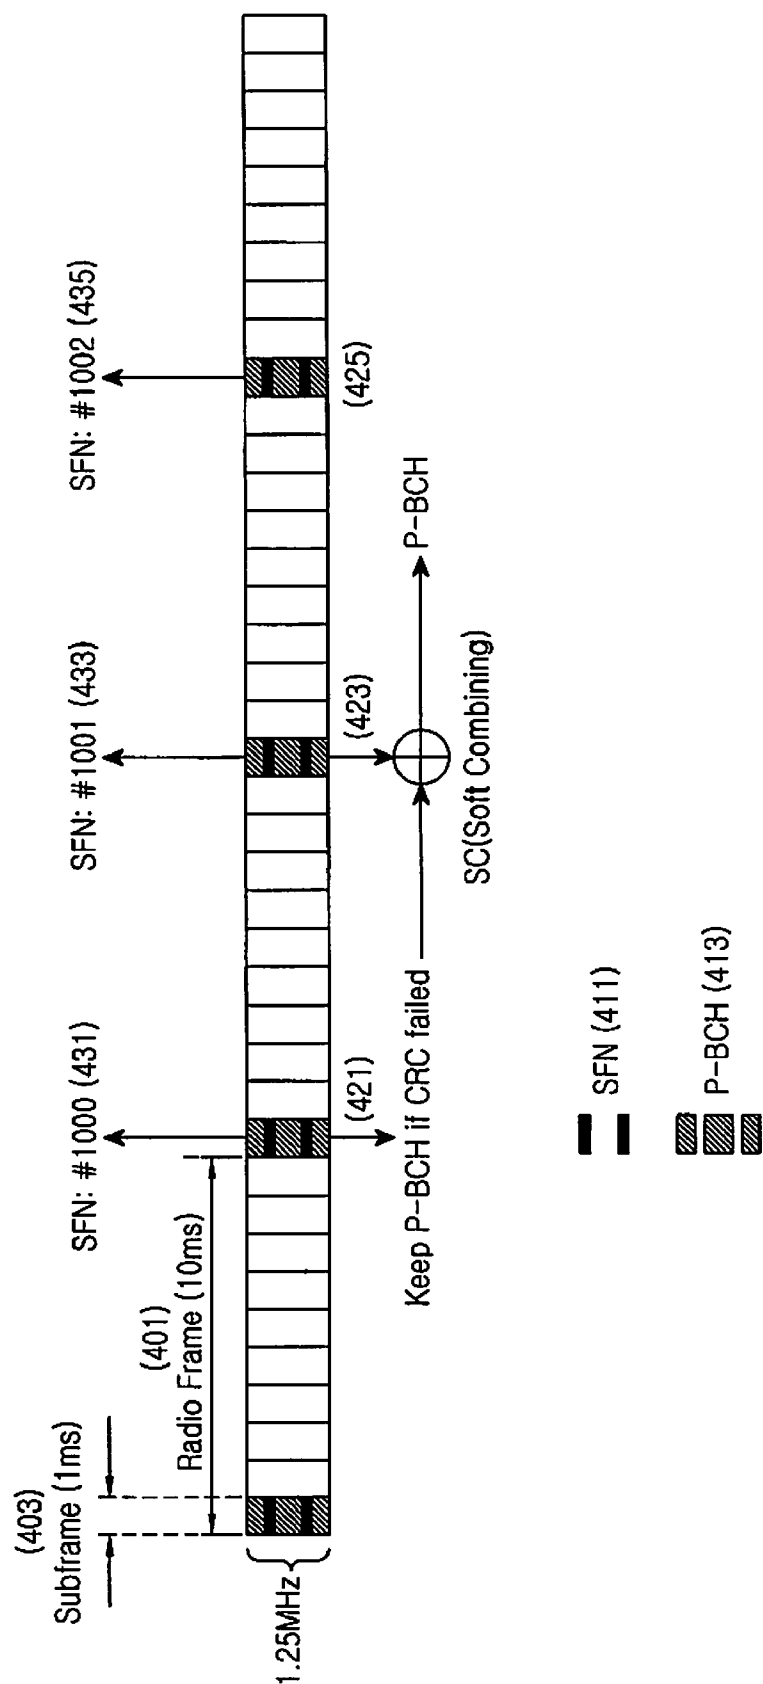 (403)
Subframe (1ms)
(401)
Radio Frame (10ms)
SFN: #1000 (431)
SFN: #1001 (433)
SFN: #1002 (435)
1.25MHz
(421)
(423)
(425)
Keep P-BCH if CRC failed
P-BCH
SC(Soft Combining)
SFN (411)
P-BCH (413)